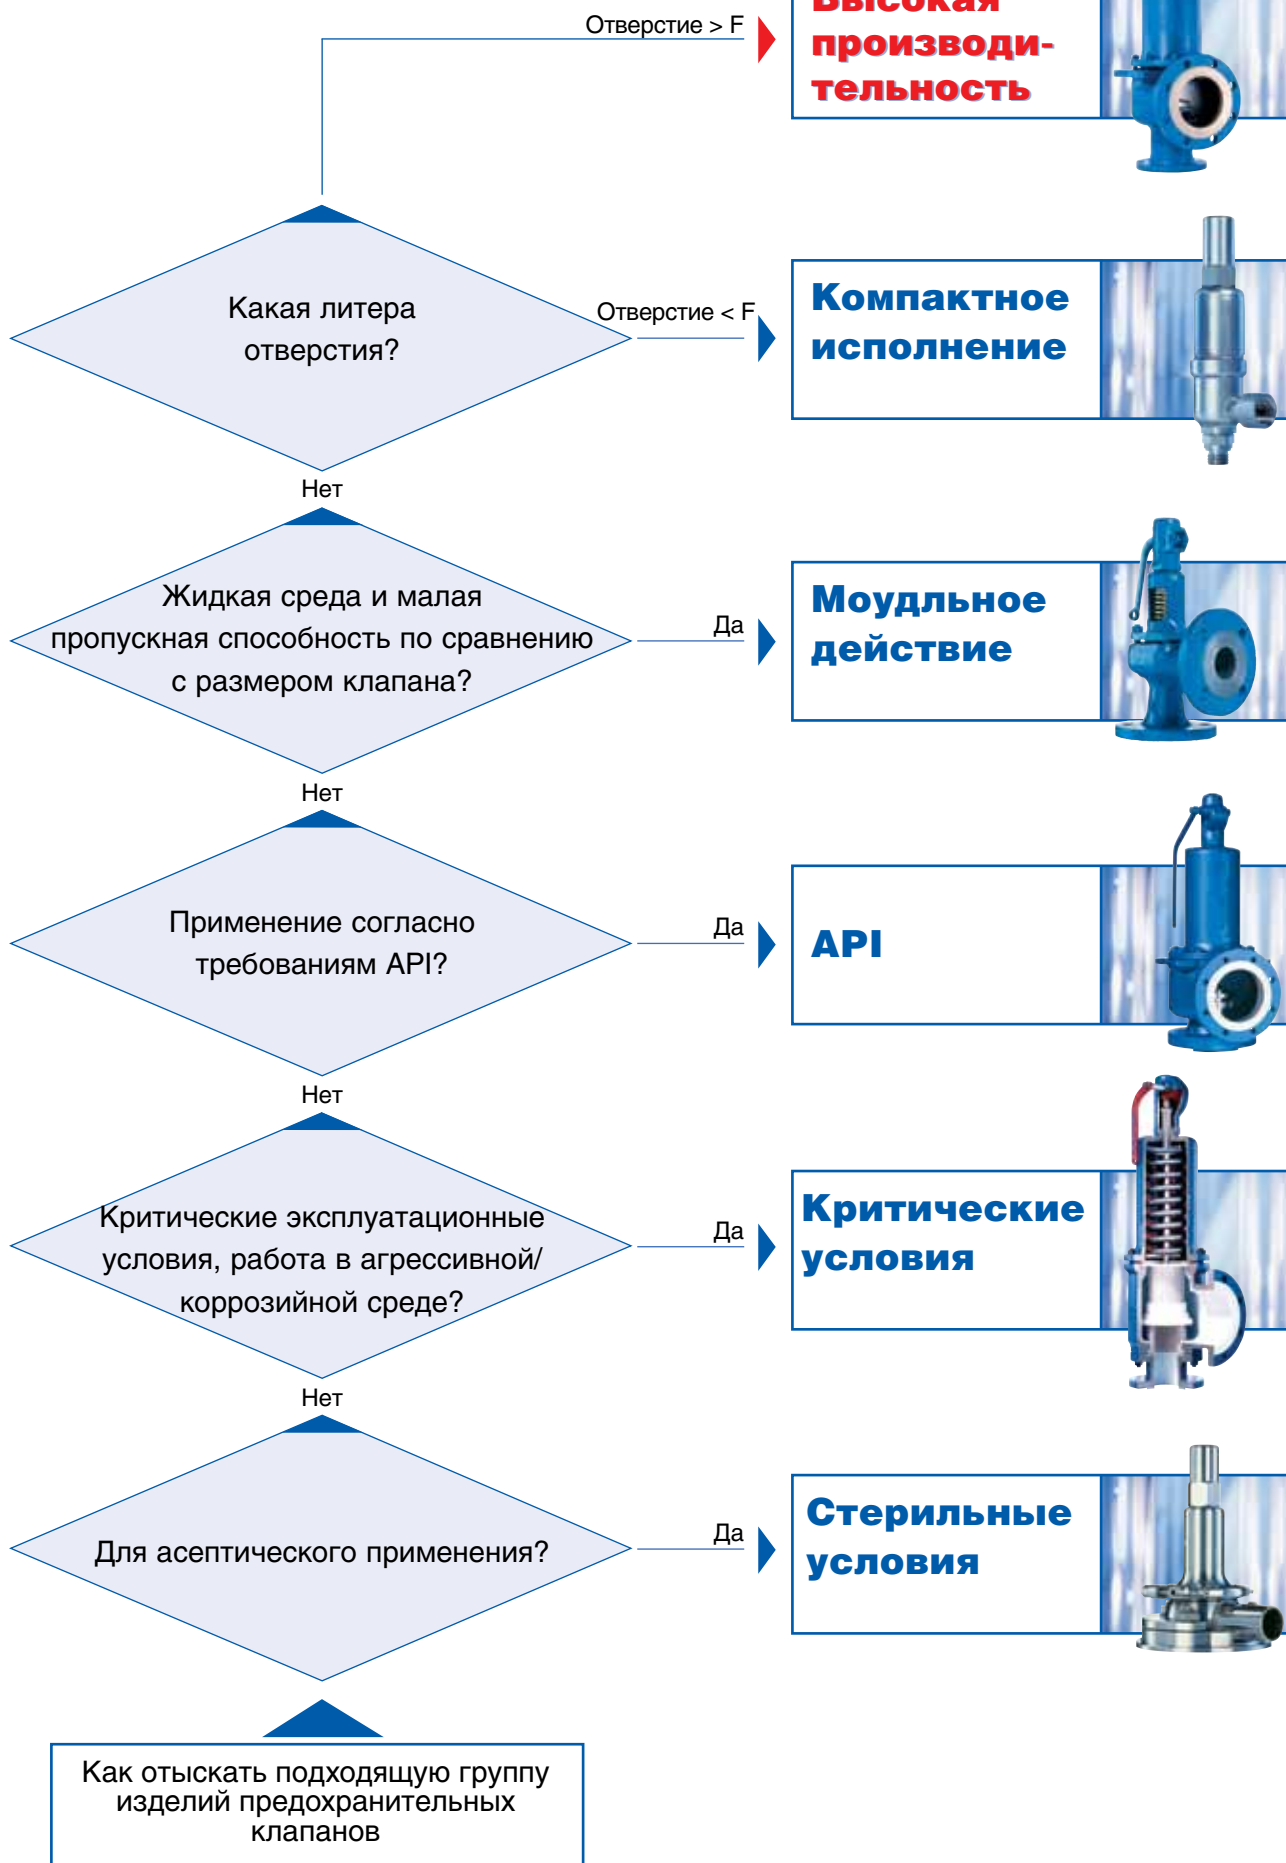 Отверстие > F
Высокая
производи-
тельность
Какая литера
отверстия?
Отверстие < F
Компактное
исполнение
Нет
Жидкая среда и малая
пропускная способность по сравнению
с размером клапана?
Да
Моудльное
действие
Нет
Применение согласно
требованиям API?
Да
API
Нет
Критические эксплуатационные
условия, работа в агрессивной/
коррозийной среде?
Да
Критические
условия
Нет
Для асептического применения?
Да
Стерильные
условия
Как отыскать подходящую группу
изделий предохранительных
клапанов